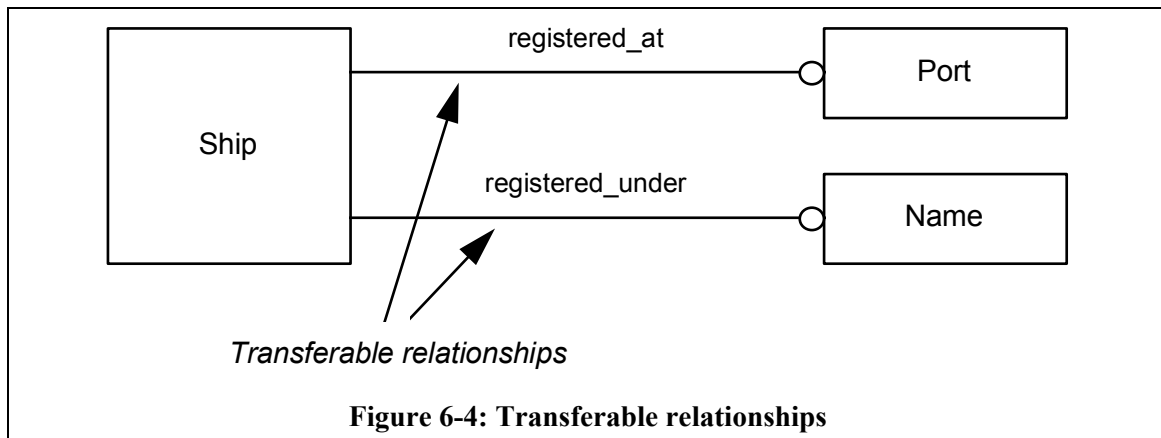 registered_at
Port
Ship
registered_under
Name
Transferable relationships
Figure 6-4: Transferable relationships